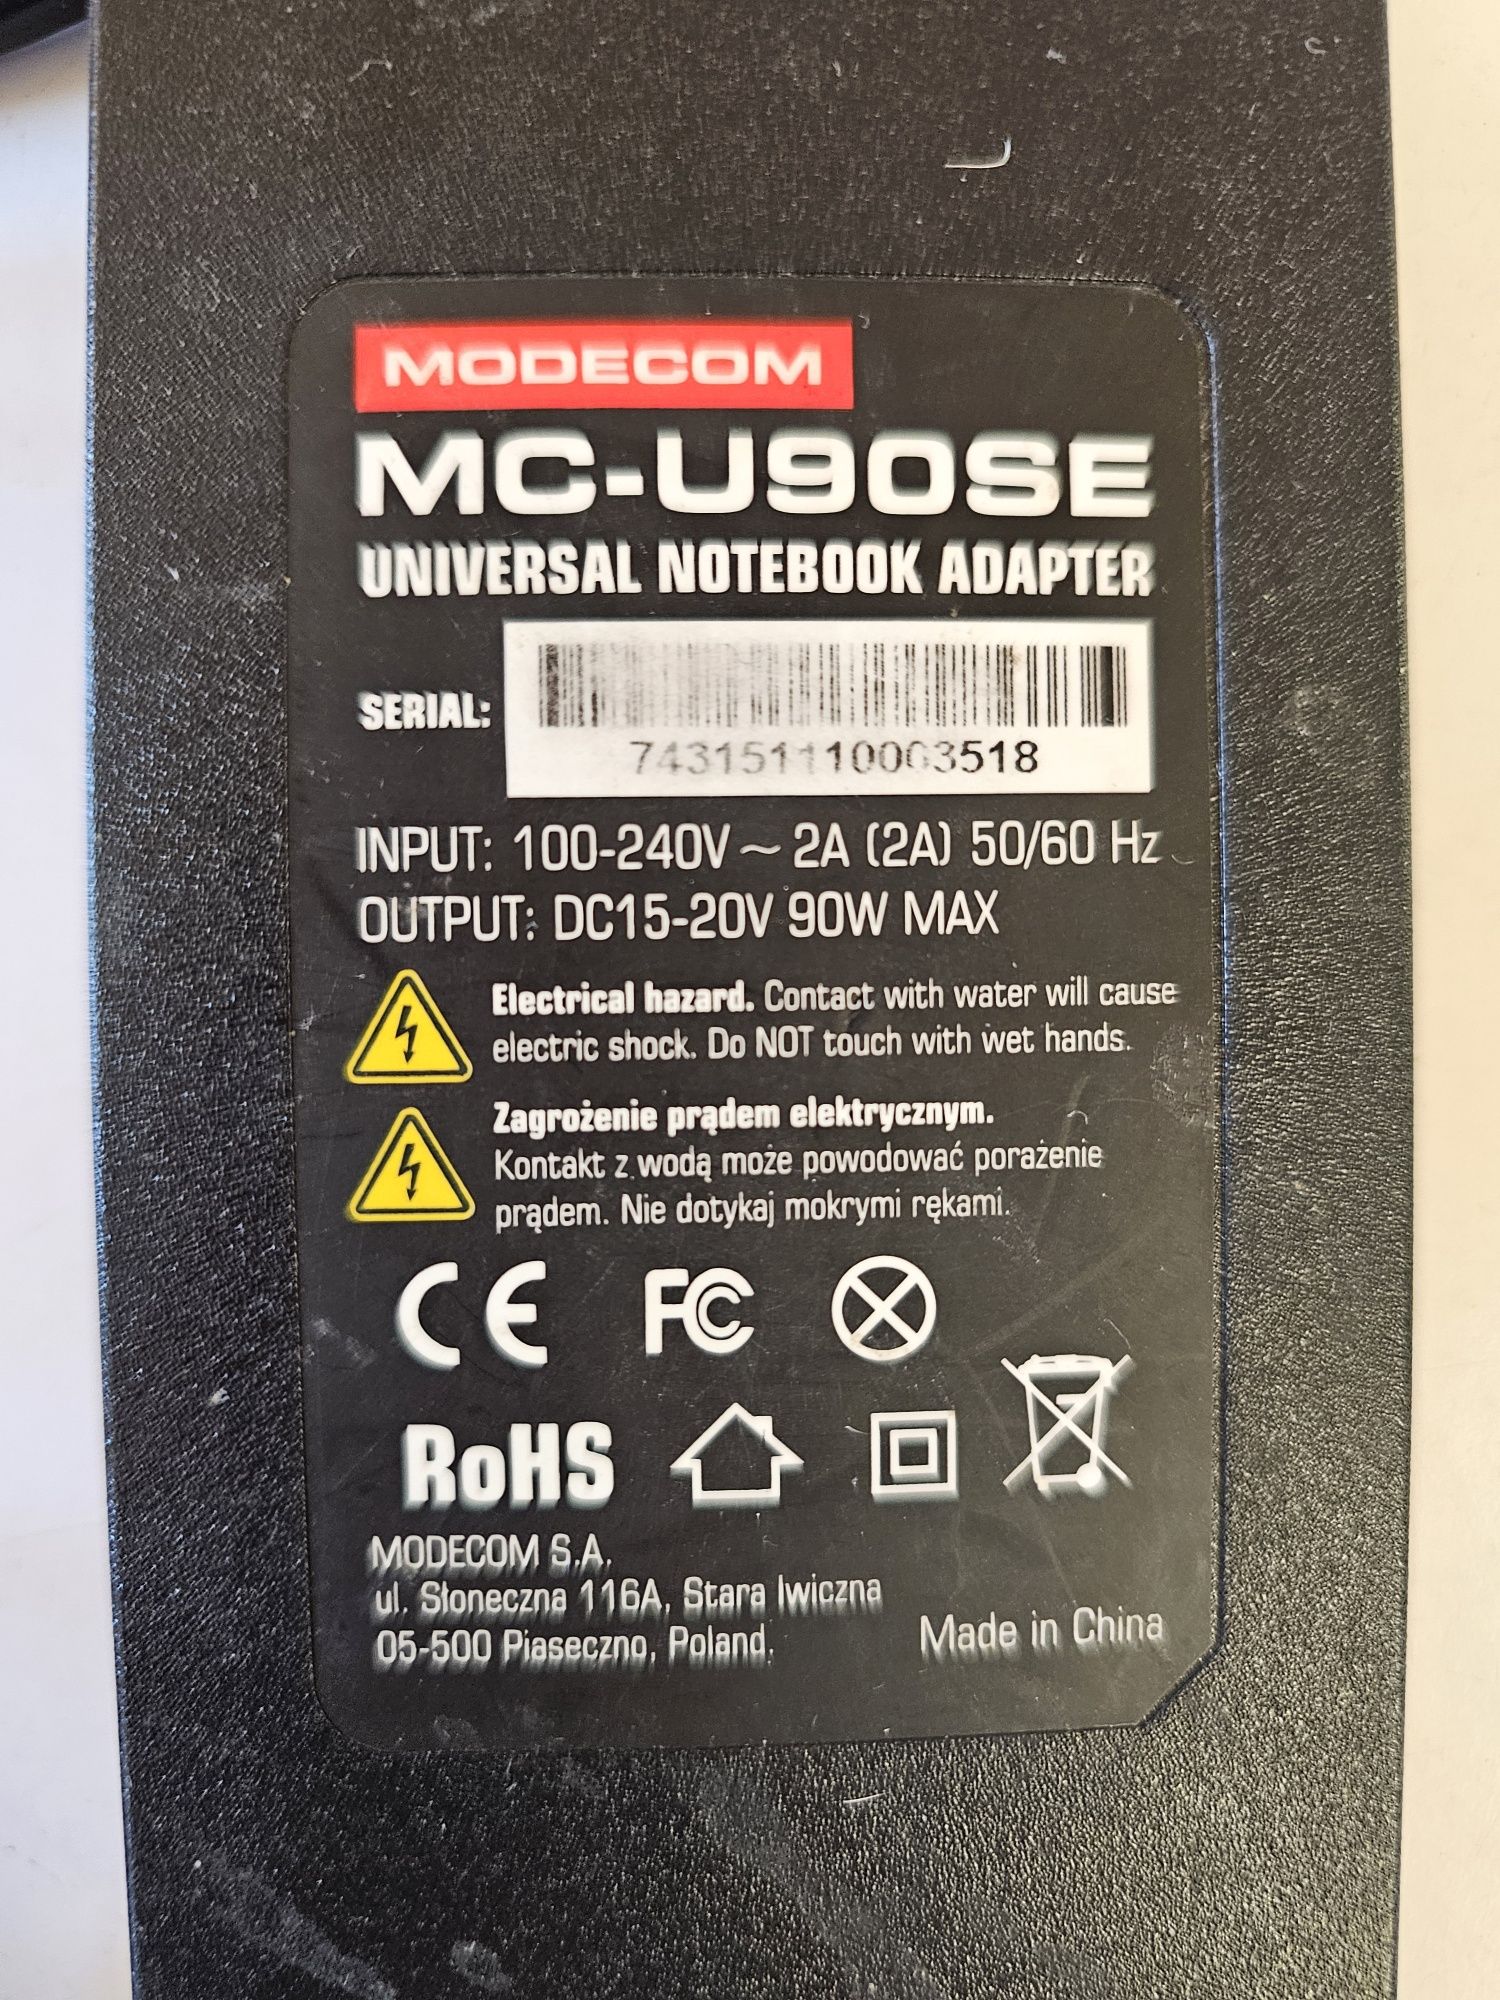 MODECOM
MC-U90SE
UNIVERSAL NOTEBOOK ADAPTER
SERIAL:
INPUT: 100-240V ~ 2A (2A) 50/60 Hz
OUTPUT: DC15-20V 90W MAX
Electrical hazard. Contact with water will cause
electric shock. Do NOT touch with wet hands.
Zagrożenie prądem elektrycznym.
Kontakt z wodą może powodować porażenie
prądem. Nie dotykaj mokrymi rękami.
CE FC
RoHS
MODECOM S.A.
ul. Słoneczna 116A, Stara Iwiczna
05-500 Piaseczno, Poland.
Made in China